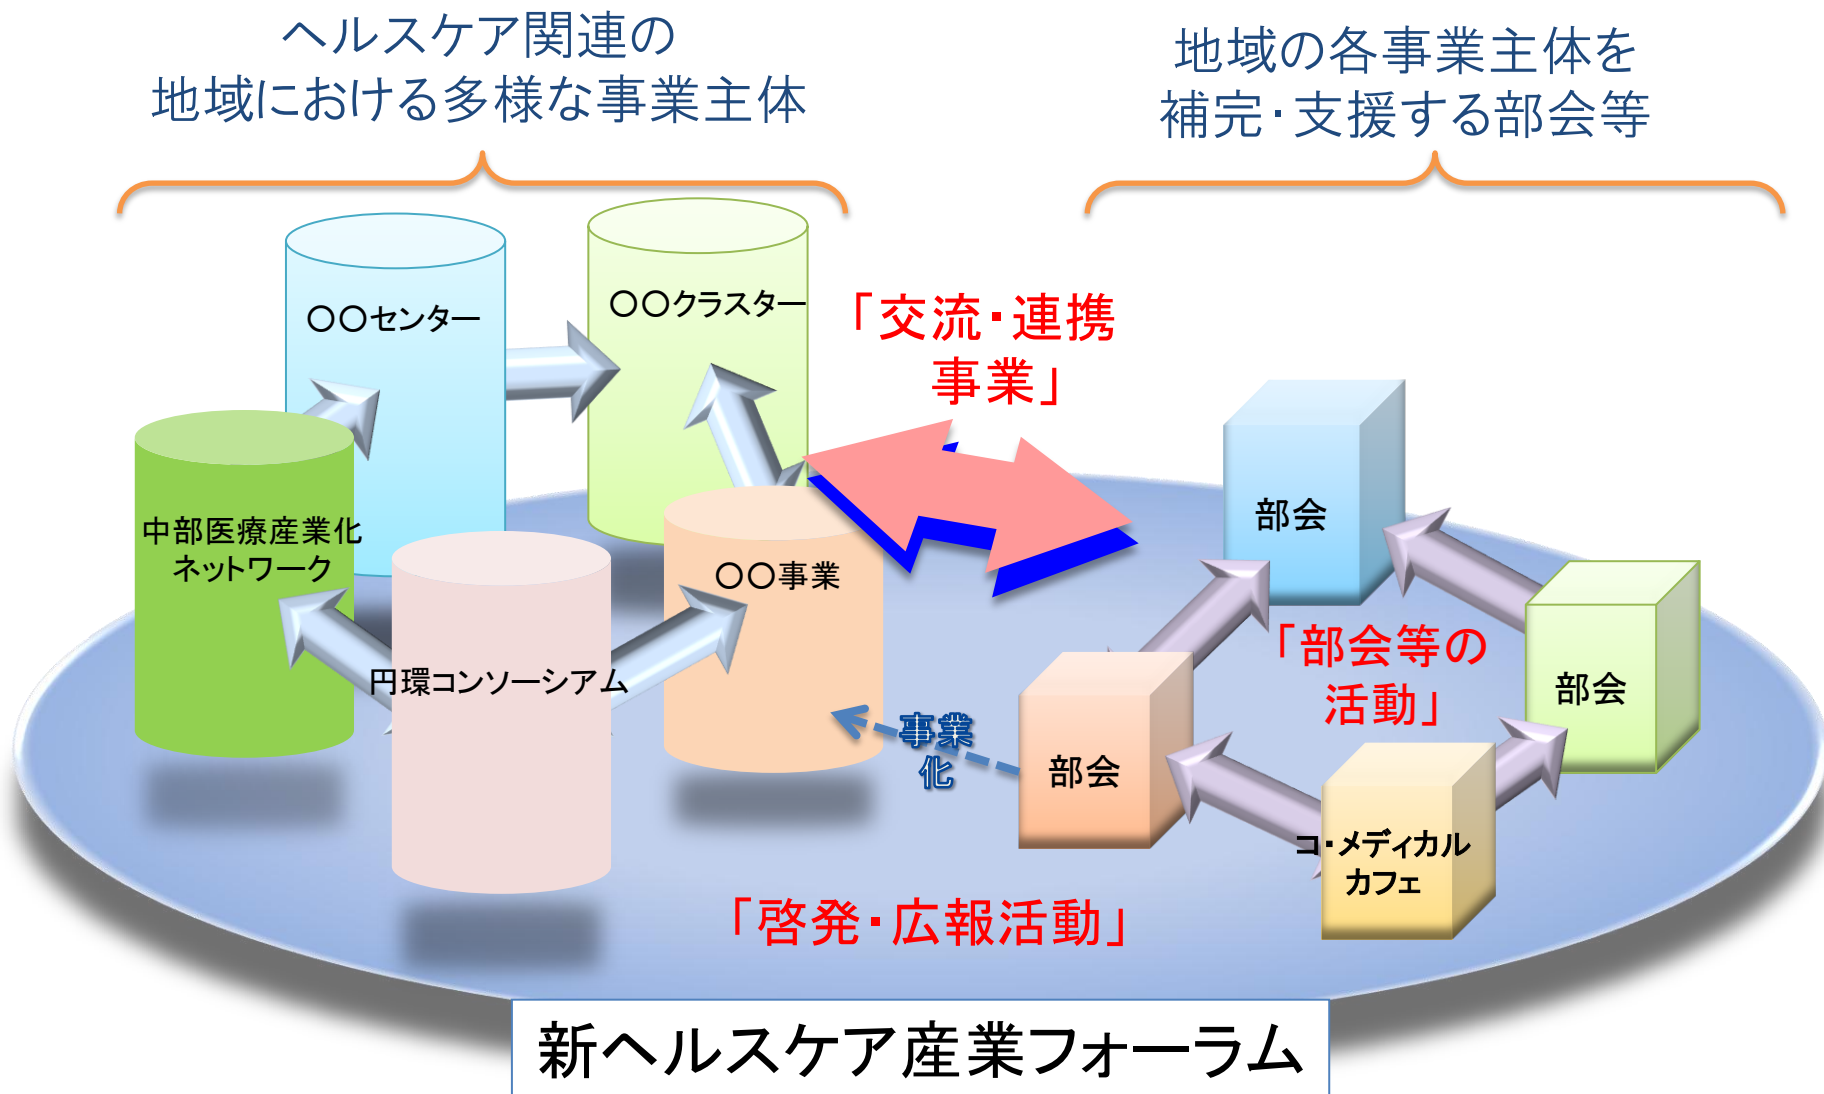 ヘルスケア関連の
地域における多様な事業主体
地域の各事業主体を
補完・支援する部会等
〇〇センター
〇〇クラスター
「交流・連携
事業」
中部医療産業化
ネットワーク
〇〇事業
円環コンソーシアム
部会
「部会等の
活動」
部会
事業
化
部会
コ・メディカル
カフェ
「啓発・広報活動」
新ヘルスケア産業フォーラム